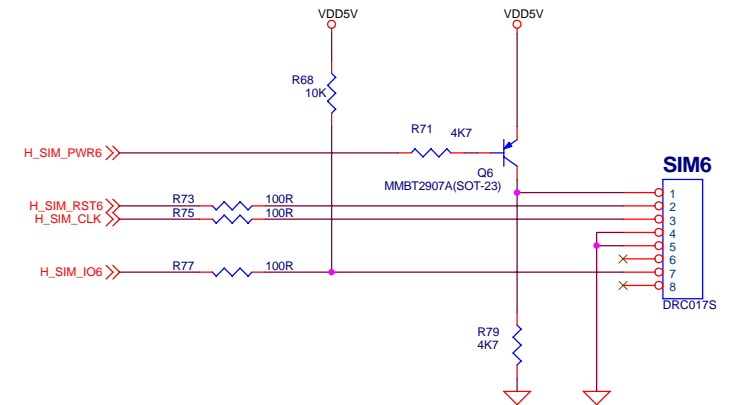 VDD5V
VDD5V
R68
10K
R71
4K7
H_SIM_PWR6
Q6
MMBT2907A(SOT-23)
SIM6
H_SIM_RST6
R73
100R
H_SIM_CLK
R75
100R
H_SIM_IO6
R77
100R
1
2
3
4
5
6
7
8
DRC017S
R79
4K7